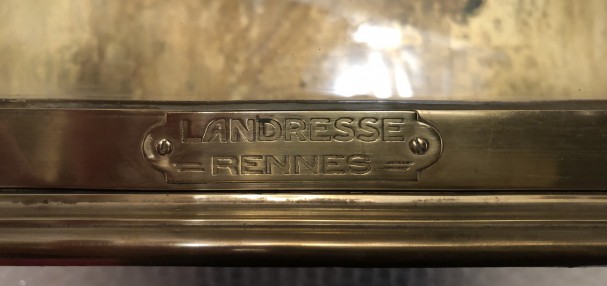 LANDRESSE
— RENNES —